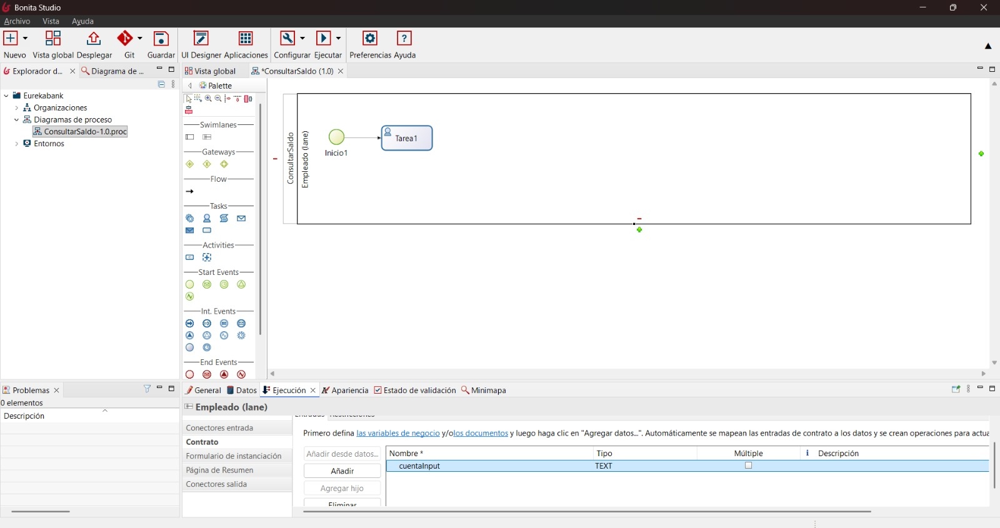 Bonita Studio
Archivo Vista Ayuda
Nuevo Vista global Desplegar Git Guardar UI Designer Aplicaciones Configurar Ejecutar Preferencias Ayuda
Explorador d... Diagrama de ...
Vista global *ConsultarSaldo (1.0)
Palette
Eurekabank
Organizaciones
Diagramas de proceso
ConsultarSaldo-1.0.proc
Entornos
Swimlanes
Gateways
Flow
Tasks
Activities
Start Events
Int. Events
End Events
ConsultarSaldo
Empleado (lane)
Inicio1
Tarea1
Problemas
0 elementos
Descripción
General Datos Ejecución Apariencia Estado de validación Minimapa
Empleado (lane)
Conectores entrada
Contrato
Formulario de instanciación
Página de Resumen
Conectores salida
Entradas Restricciones
Primero defina las variables de negocio y/o los documentos y luego haga clic en "Agregar datos...". Automáticamente se mapean las entradas de contrato a los datos y se crean operaciones para actua
Añadir desde datos...
Añadir
Agregar hijo
Eliminar
Nombre * Tipo Múltiple Descripción
cuentaInput TEXT